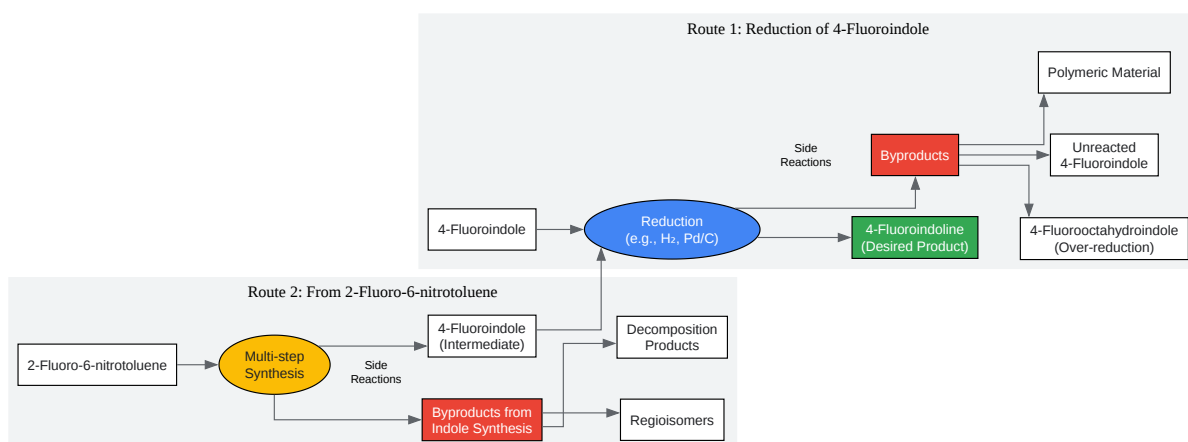 Route 1: Reduction of 4-Fluoroindole
Polymeric Material
Side
Reactions
Byproducts
Unreacted
4-Fluoroindole
4-Fluoroindole
Reduction
(e.g., H₂, Pd/C)
4-Fluoroindoline
(Desired Product)
4-Fluorooctahydroindole
(Over-reduction)
Route 2: From 2-Fluoro-6-nitrotoluene
2-Fluoro-6-nitrotoluene
Multi-step
Synthesis
4-Fluoroindole
(Intermediate)
Side
Reactions
Decomposition
Products
Byproducts from
Indole Synthesis
Regioisomers